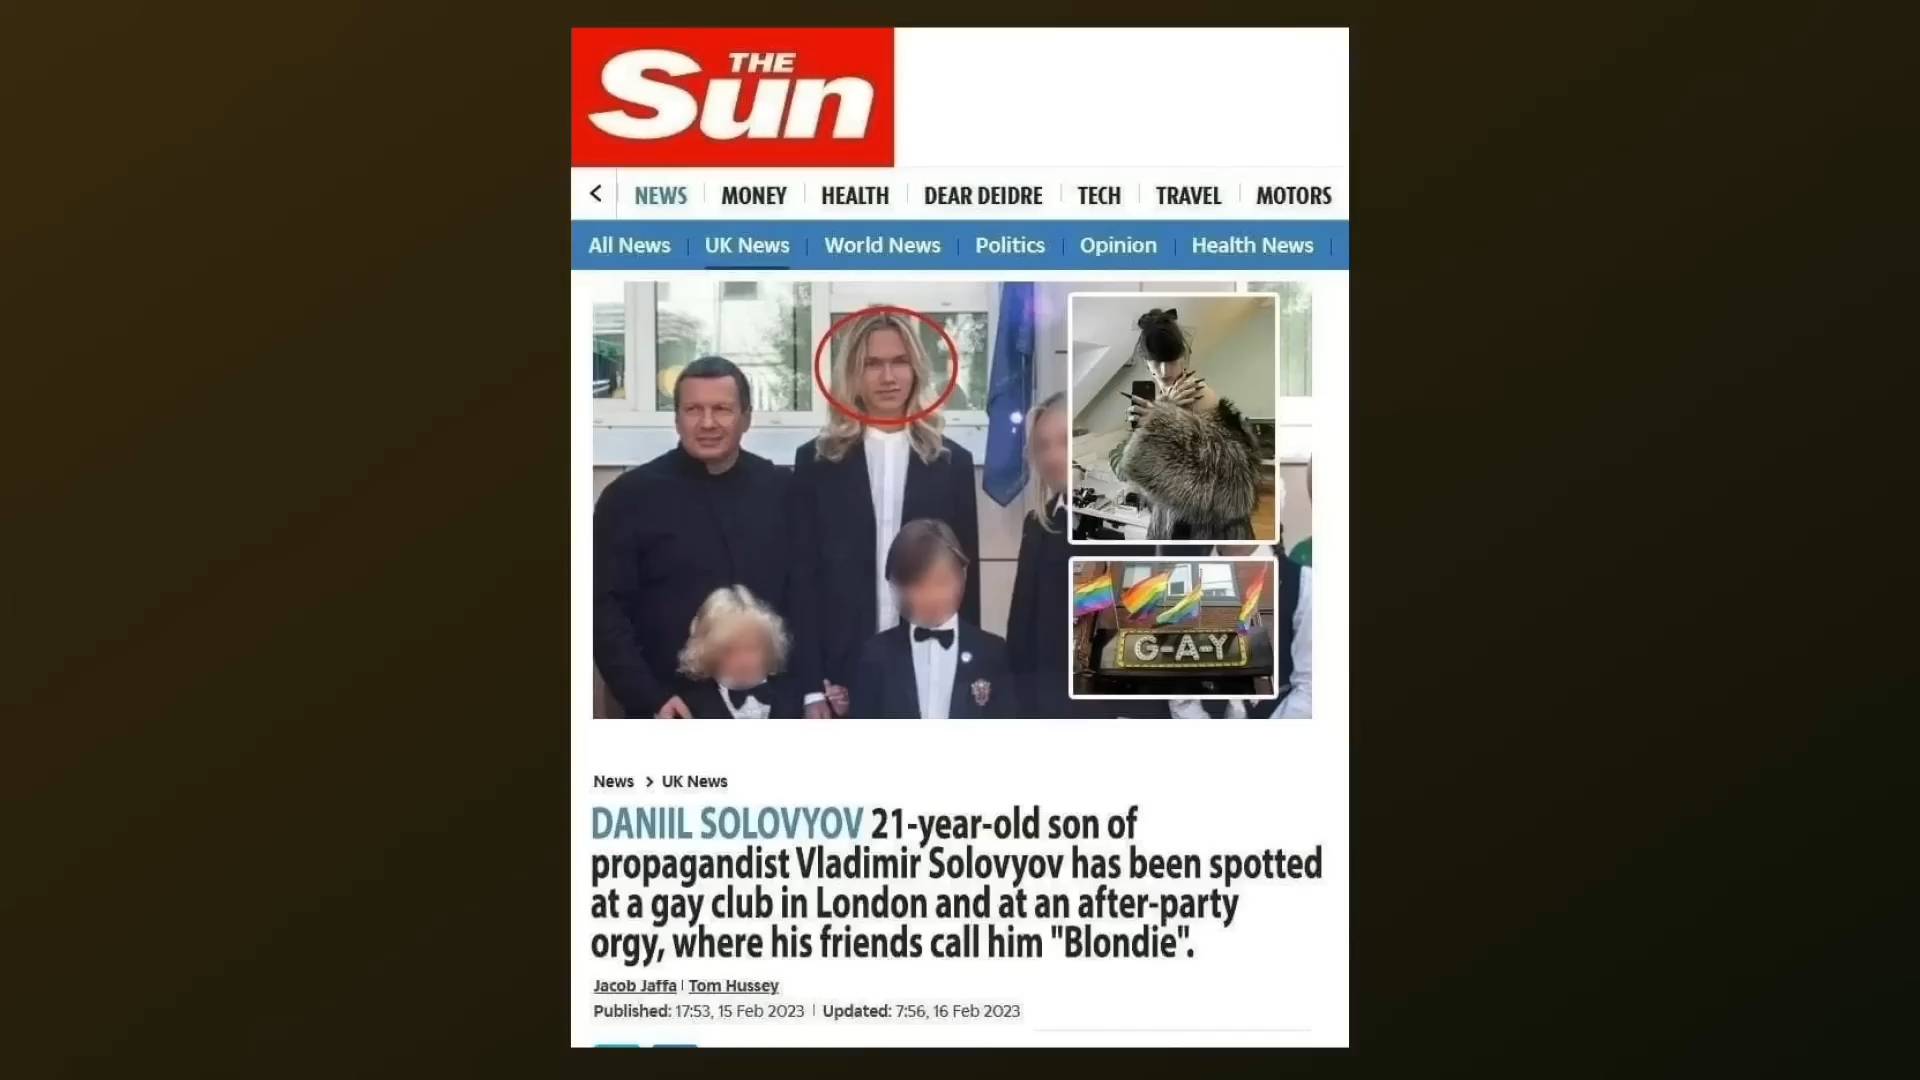 THE
Sun
NEWS MONEY HEALTH DEAR DEIDRE TECH TRAVEL MOTORS
All News UK News World News Politics Opinion Health News
G-A-Y
News > UK News
DANIIL SOLOVYOV 21-year-old son of
propagandist Vladimir Solovyov has been spotted
at a gay club in London and at an after-party
orgy, where his friends call him "Blondie".
Jacob Jaffa | Tom Hussey
Published: 17:53, 15 Feb 2023 | Updated: 7:56, 16 Feb 2023